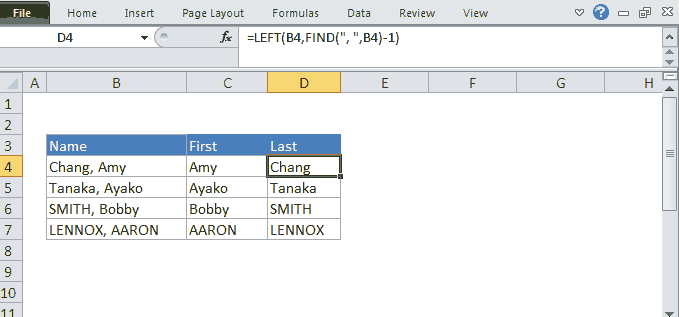 File Home Insert Page Layout Formulas Data Review View ?
D4 fx =LEFT(B4,FIND(", ",B4)-1)
A B C D E F G H
1
2
3 Name First Last
4 Chang, Amy Amy Chang
5 Tanaka, Ayako Ayako Tanaka
6 SMITH, Bobby Bobby SMITH
7 LENNOX, AARON AARON LENNOX
8
9
10
11